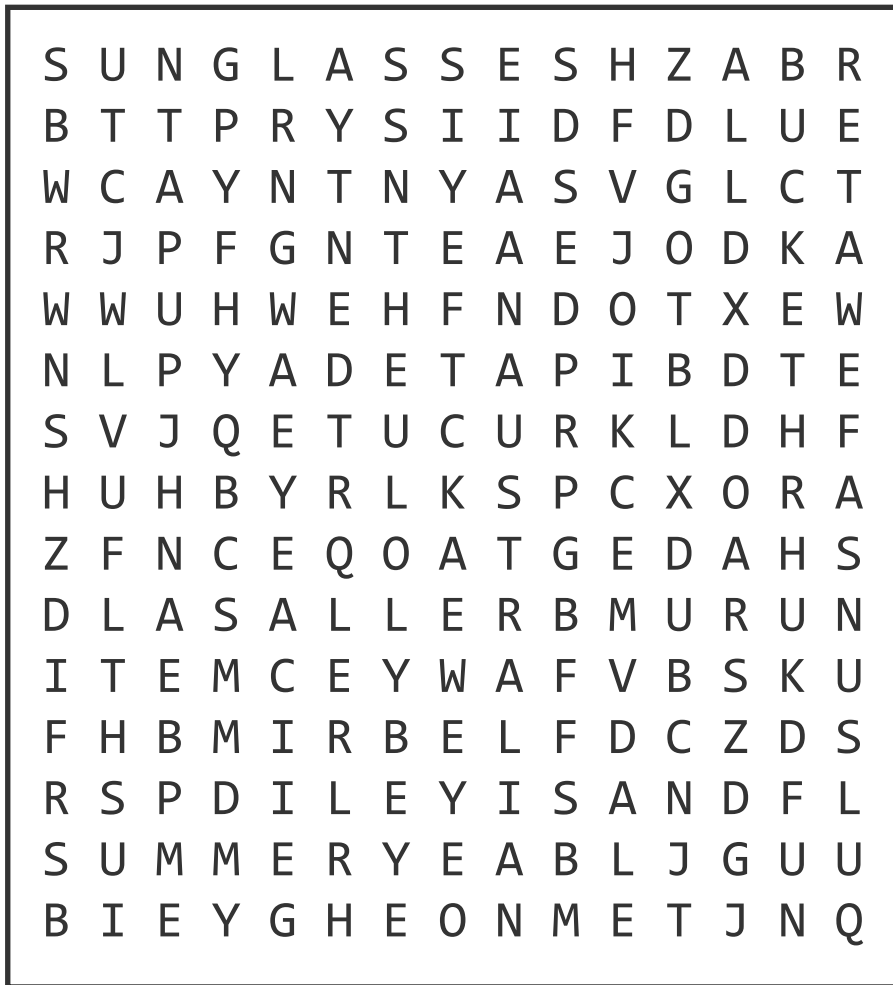 S U N G L A S S E S H Z A B R
B T T P R Y S I I D F D L U E
W C A Y N T N Y A S V G L C T
R J P F G N T E A E J O D K A
W W U H W E H F N D O T X E W
N L P Y A D E T A P I B D T E
S V J Q E T U C U R K L D H F
H U H B Y R L K S P C X O R A
Z F N C E Q O A T G E D A H S
D L A S A L L E R B M U R U N
I T E M C E Y W A F V B S K U
F H B M I R B E L F D C Z D S
R S P D I L E Y I S A N D F L
S U M M E R Y E A B L J G U U
B I E Y G H E O N M E T J N Q